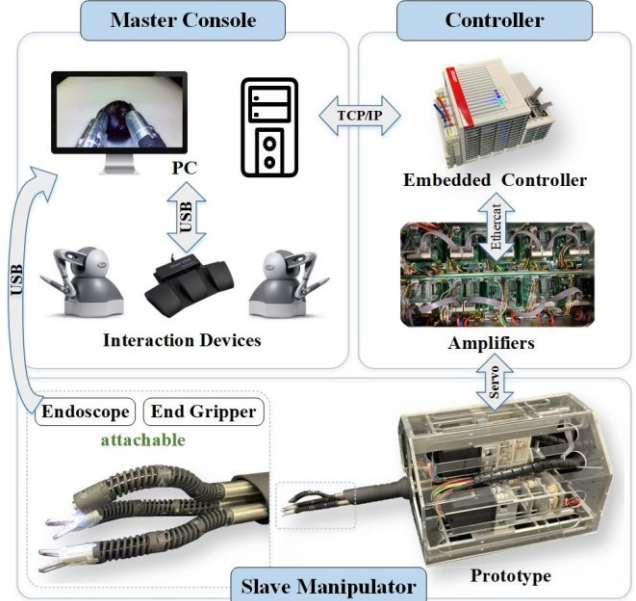 Master Console
Controller
TCP/IP
PC
USB
Embedded Controller
Ethercat
USB
Interaction Devices
Amplifiers
Servo
Endoscope
End Gripper
attachable
Prototype
Slave Manipulator